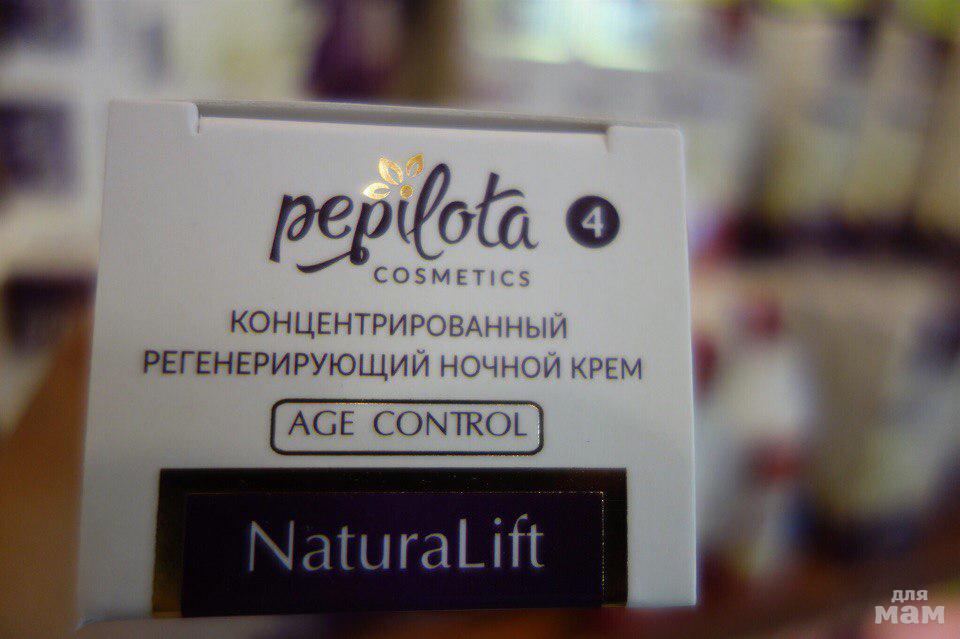 pepilota 4
COSMETICS
КОНЦЕНТРИРОВАННЫЙ
РЕГЕНЕРИРУЮЩИЙ НОЧНОЙ КРЕМ
AGE CONTROL
NaturaLift
для
мам